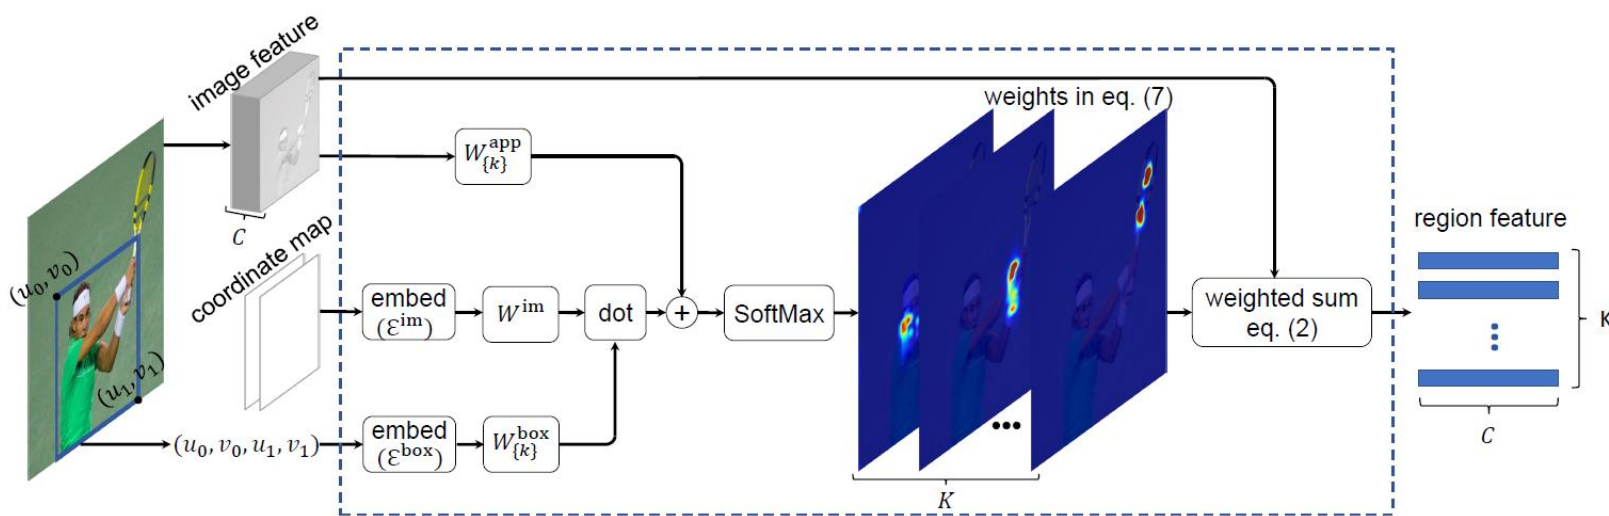 image feature
C
coordinate map
(u₀, v₀)
(u₁, v₁)
(u₀, v₀, u₁, v₁)
W^app_{k}
embed
(Ɛ^im)
W^im
dot
+
SoftMax
embed
(Ɛ^box)
W^box_{k}
weights in eq. (7)
•••
K
weighted sum
eq. (2)
region feature
K
C